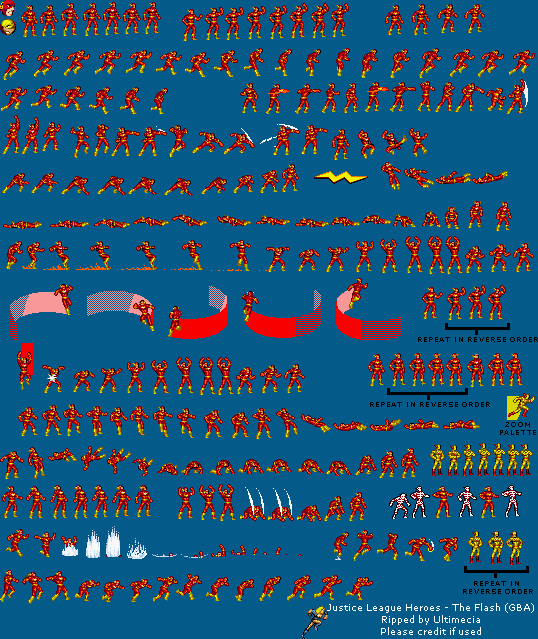 REPEAT IN REVERSE ORDER
REPEAT IN REVERSE ORDER
ZOOM
PALETTE
REPEAT IN
REVERSE ORDER
Justice League Heroes - The Flash (GBA)
Ripped by Ultimecia
Please credit if used